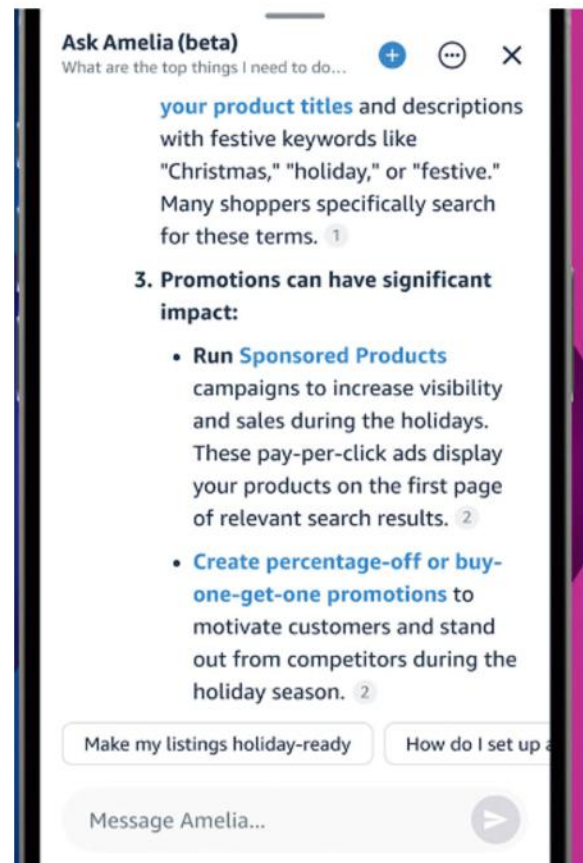 Ask Amelia (beta)
What are the top things I need to do...
your product titles and descriptions
with festive keywords like
"Christmas," "holiday," or "festive."
Many shoppers specifically search
for these terms. 1
3. Promotions can have significant
impact:
• Run Sponsored Products
campaigns to increase visibility
and sales during the holidays.
These pay-per-click ads display
your products on the first page
of relevant search results. 2
• Create percentage-off or buy-
one-get-one promotions to
motivate customers and stand
out from competitors during the
holiday season. 2
Make my listings holiday-ready
How do I set up a
Message Amelia...